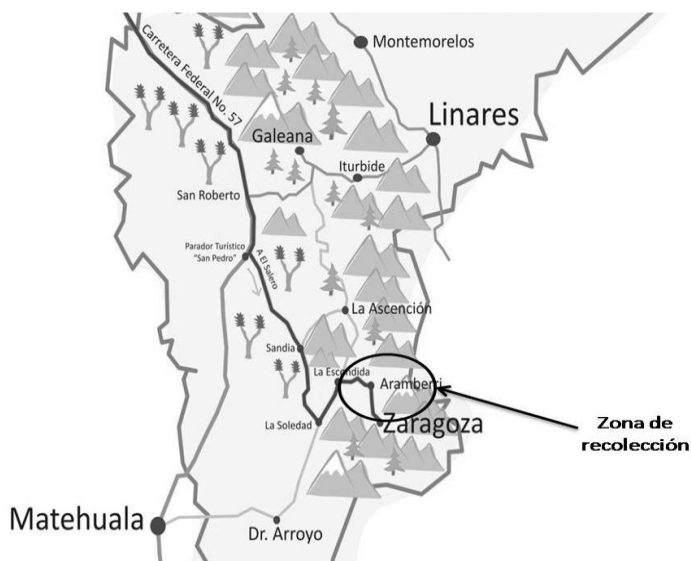 Montemorelos
Carretera Federal No. 57
Linares
Galeana
Iturbide
San Roberto
Parador Turístico
"San Pedro"
A El Salero
La Ascención
Sandia
La Escondida
Aramberri
La Soledad
Zaragoza
Zona de
recolección
Matehuala
Dr. Arroyo